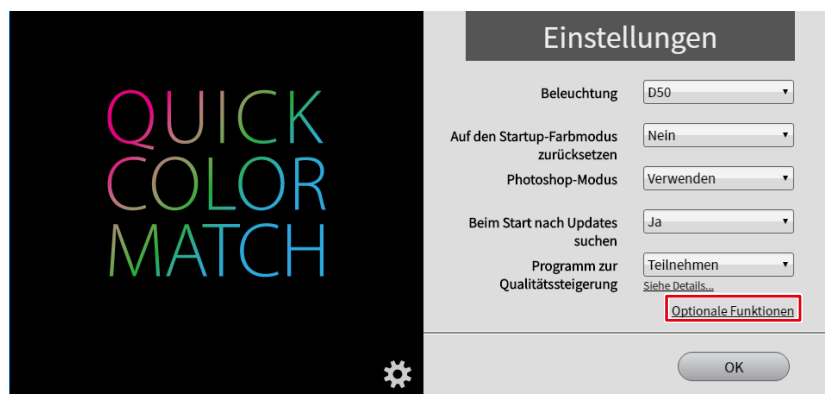 QUICK
COLOR
MATCH
Einstellungen
Beleuchtung
D50
Auf den Startup-Farbmodus
zurücksetzen
Nein
Photoshop-Modus
Verwenden
Beim Start nach Updates
suchen
Ja
Programm zur
Qualitätssteigerung
Teilnehmen
Siehe Details...
Optionale Funktionen
OK